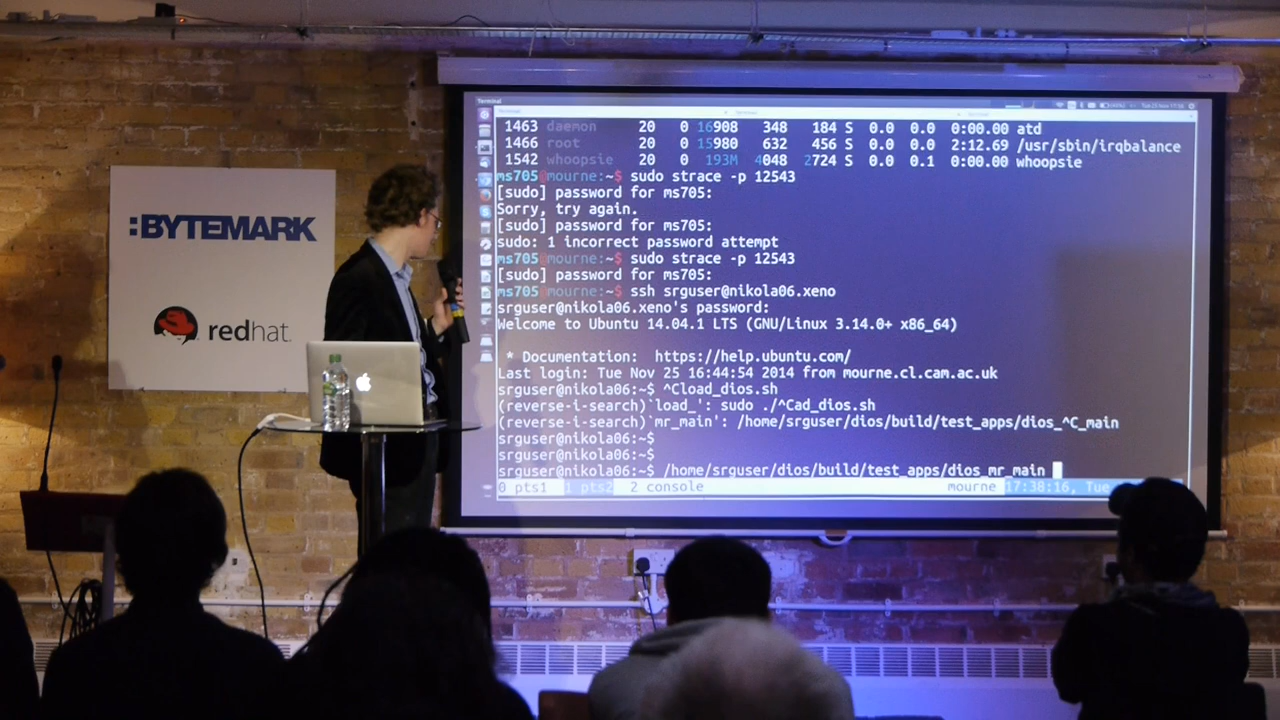 :BYTEMARK
redhat.
Terminal
1463 daemon 20 0 16908 348 184 S 0.0 0.0 0:00.00 atd
1466 root 20 0 15980 632 456 S 0.0 0.0 2:12.69 /usr/sbin/irqbalance
1542 whoopsie 20 0 193M 4048 2724 S 0.0 0.1 0:00.00 whoopsie
ms705@mourne:~$ sudo strace -p 12543
[sudo] password for ms705:
Sorry, try again.
[sudo] password for ms705:
sudo: 1 incorrect password attempt
ms705@mourne:~$ sudo strace -p 12543
[sudo] password for ms705:
ms705@mourne:~$ ssh srguser@nikola06.xeno
srguser@nikola06.xeno's password:
Welcome to Ubuntu 14.04.1 LTS (GNU/Linux 3.14.0+ x86_64)
* Documentation:  https://help.ubuntu.com/
Last login: Tue Nov 25 16:44:54 2014 from mourne.cl.cam.ac.uk
srguser@nikola06:~$ ^Cload_dios.sh
(reverse-i-search)`load_': sudo ./^Cad_dios.sh
(reverse-i-search)`mr_main': /home/srguser/dios/build/test_apps/dios_^C_main
srguser@nikola06:~$
srguser@nikola06:~$
srguser@nikola06:~$ /home/srguser/dios/build/test_apps/dios_mr_main
0 pts1 1 pts2 2 console mourne 17:38:16, Tue